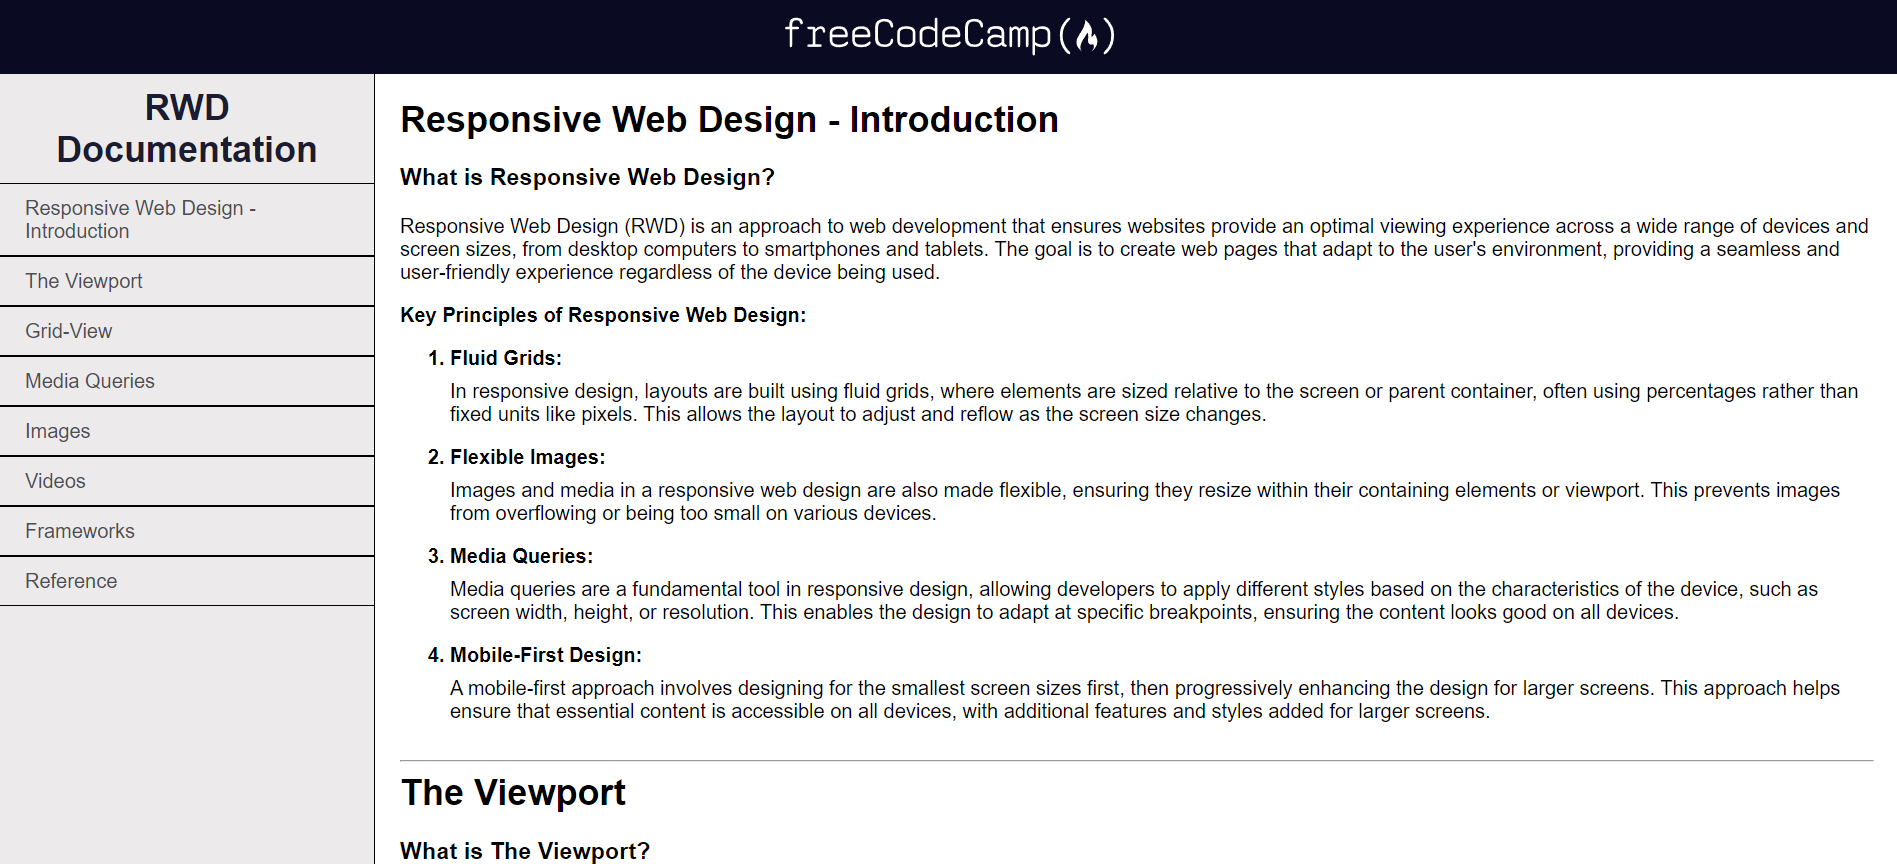 freeCodeCamp
RWD
Documentation
Responsive Web Design -
Introduction
The Viewport
Grid-View
Media Queries
Images
Videos
Frameworks
Reference
Responsive Web Design - Introduction
What is Responsive Web Design?
Responsive Web Design (RWD) is an approach to web development that ensures websites provide an optimal viewing experience across a wide range of devices and
screen sizes, from desktop computers to smartphones and tablets. The goal is to create web pages that adapt to the user's environment, providing a seamless and
user-friendly experience regardless of the device being used.
Key Principles of Responsive Web Design:
1. Fluid Grids:
In responsive design, layouts are built using fluid grids, where elements are sized relative to the screen or parent container, often using percentages rather than
fixed units like pixels. This allows the layout to adjust and reflow as the screen size changes.
2. Flexible Images:
Images and media in a responsive web design are also made flexible, ensuring they resize within their containing elements or viewport. This prevents images
from overflowing or being too small on various devices.
3. Media Queries:
Media queries are a fundamental tool in responsive design, allowing developers to apply different styles based on the characteristics of the device, such as
screen width, height, or resolution. This enables the design to adapt at specific breakpoints, ensuring the content looks good on all devices.
4. Mobile-First Design:
A mobile-first approach involves designing for the smallest screen sizes first, then progressively enhancing the design for larger screens. This approach helps
ensure that essential content is accessible on all devices, with additional features and styles added for larger screens.
The Viewport
What is The Viewport?